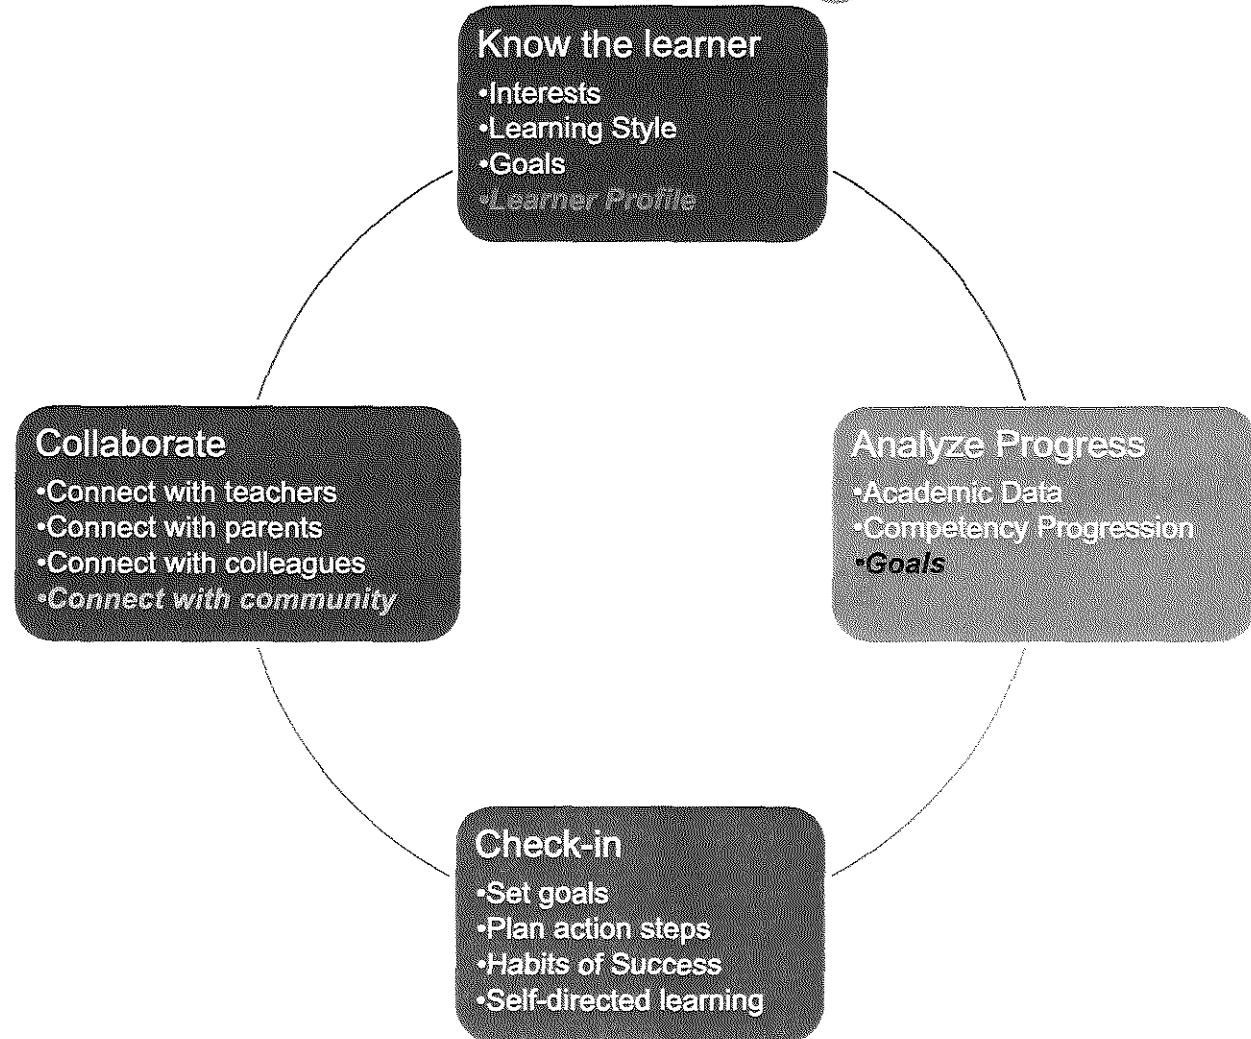 Know the learner
•Interests
•Learning Style
•Goals
•Learner Profile
Collaborate
•Connect with teachers
•Connect with parents
•Connect with colleagues
•Connect with community
Analyze Progress
•Academic Data
•Competency Progression
•Goals
Check-in
•Set goals
•Plan action steps
•Habits of Success
•Self-directed learning